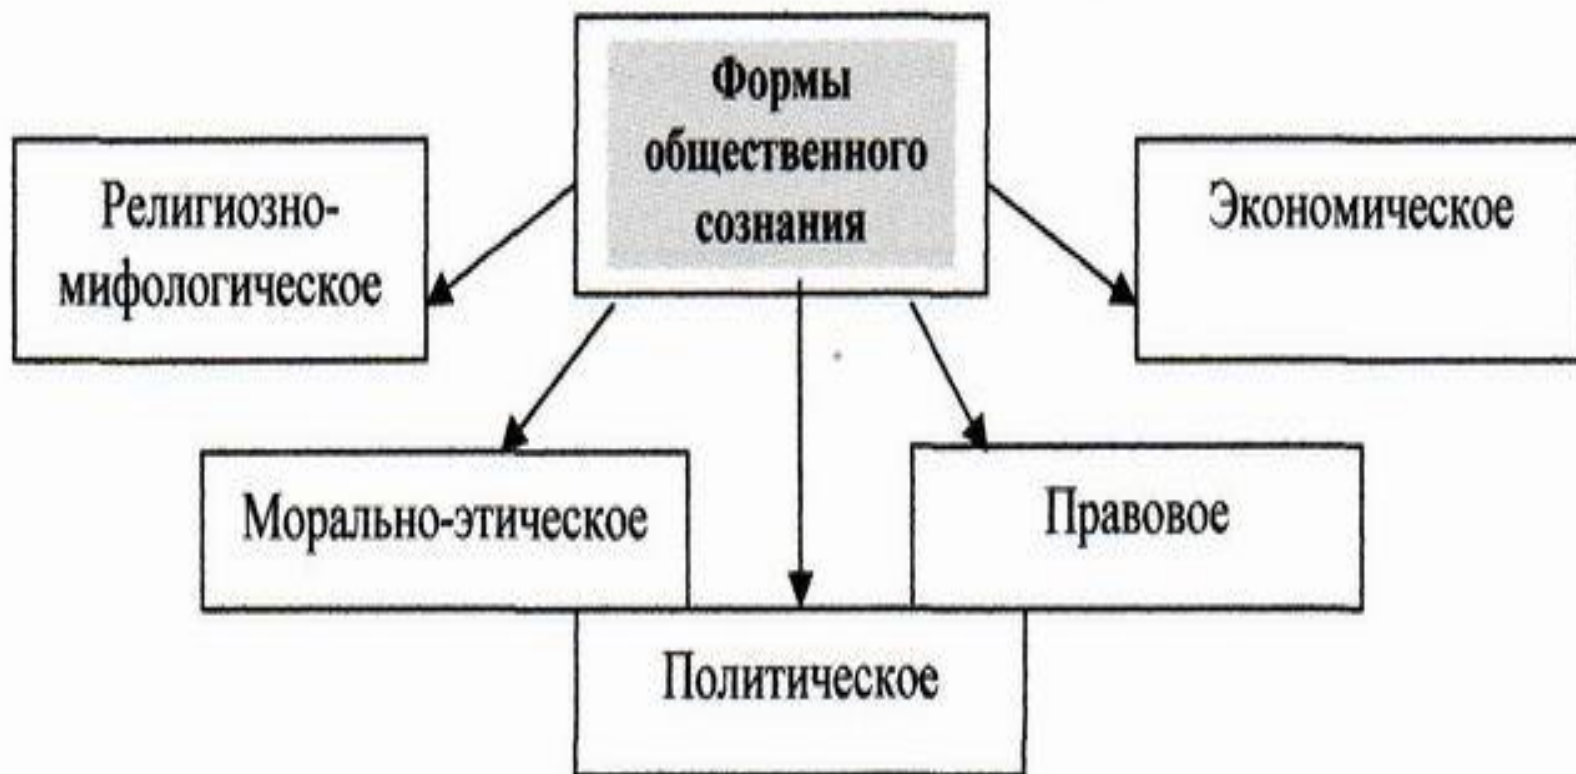 Формы
общественного
сознания
Религиозно-
мифологическое
Экономическое
Морально-этическое
Правовое
Политическое